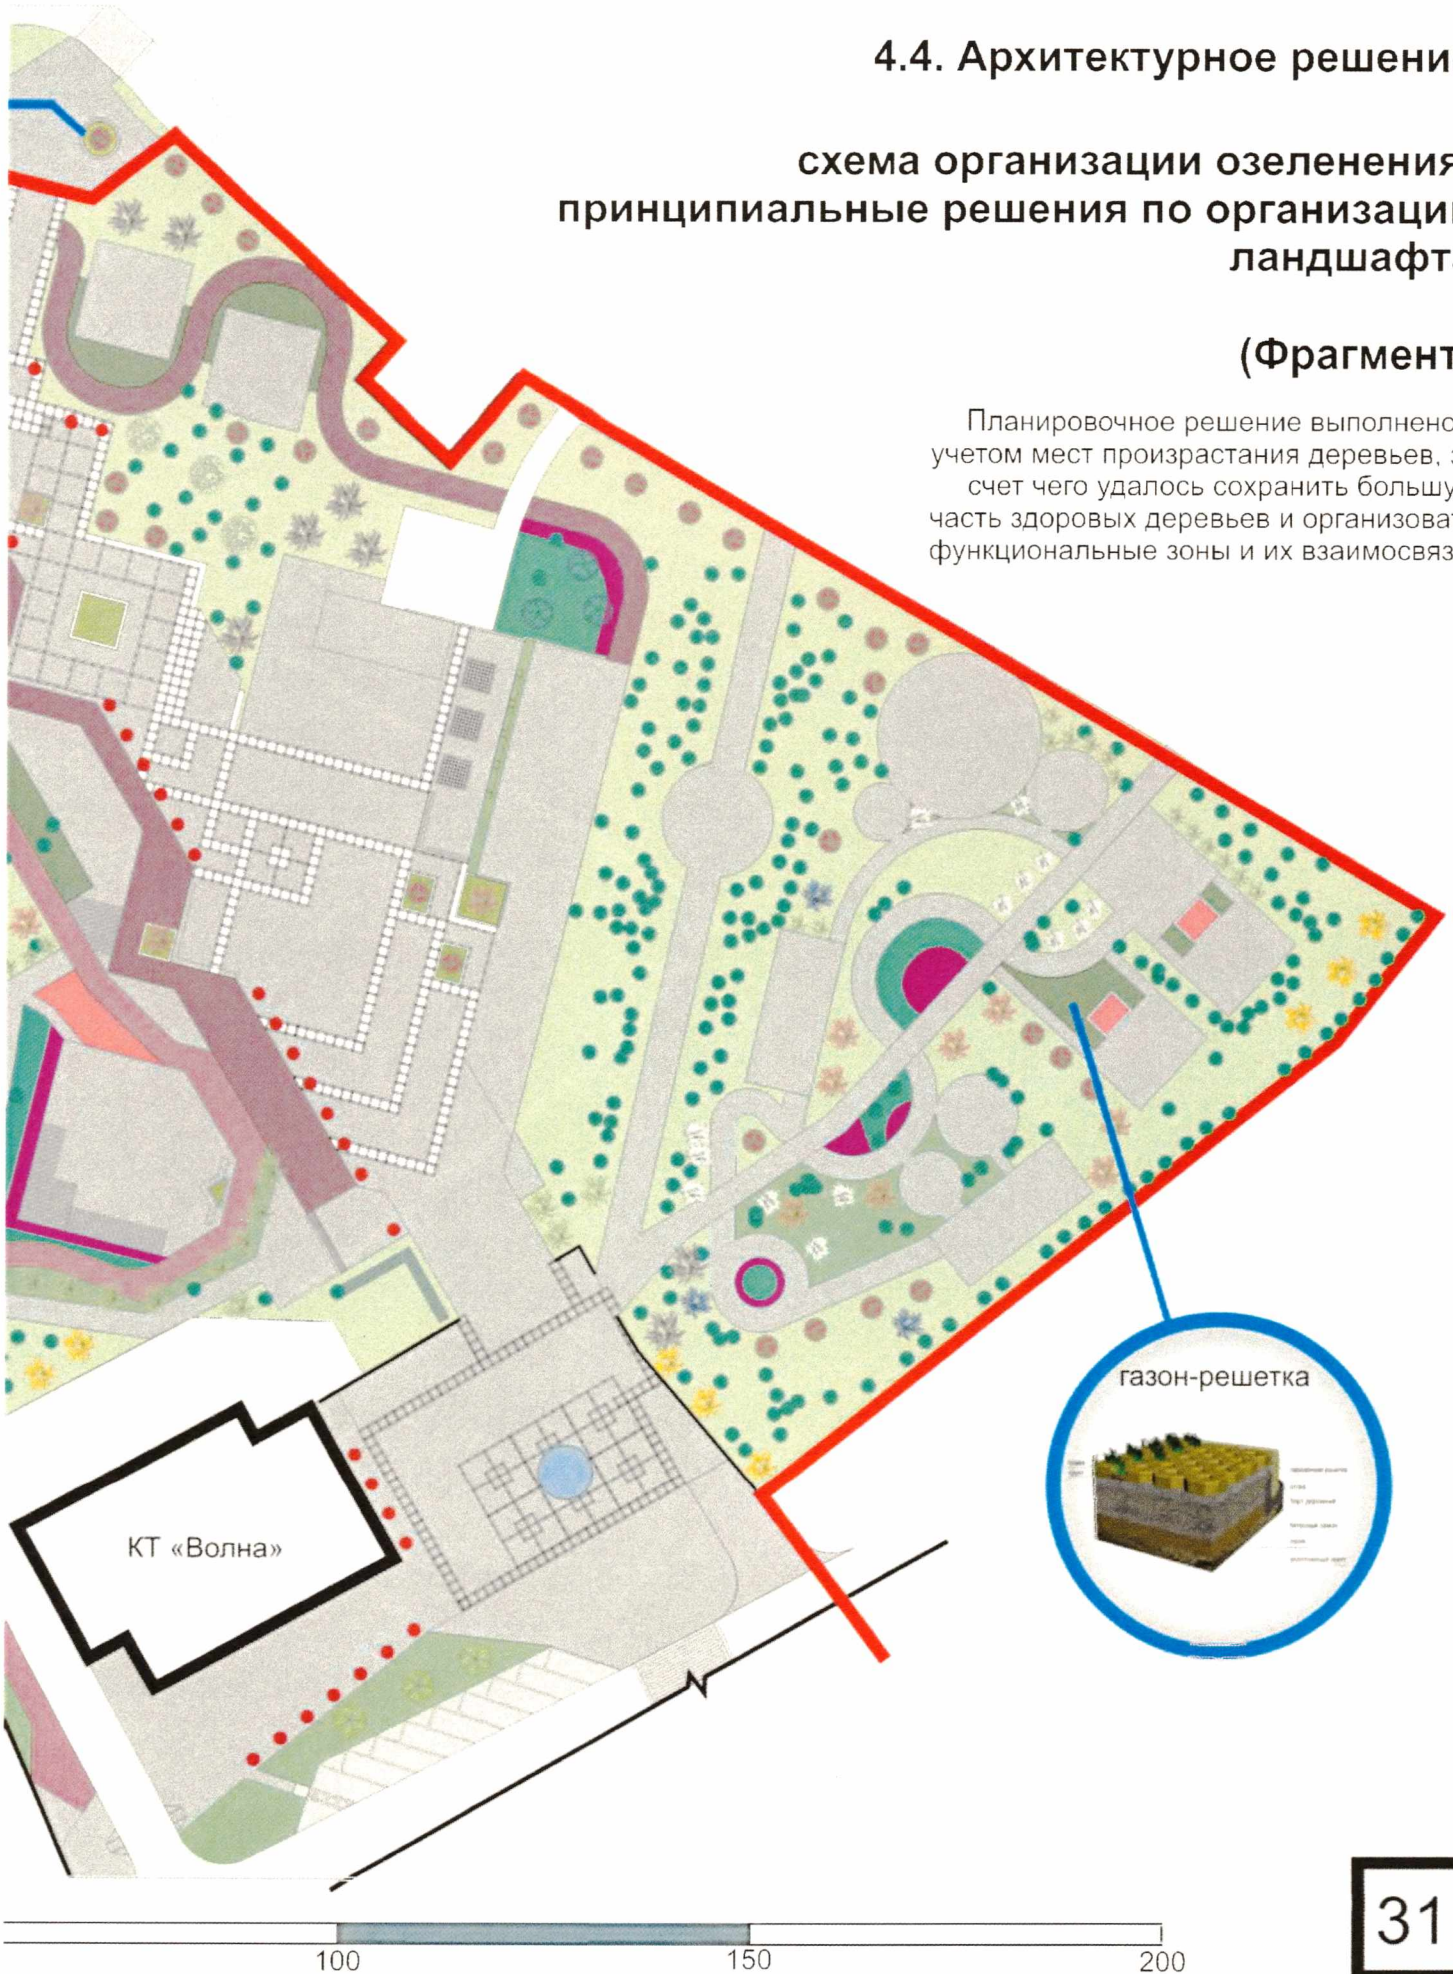 4.4. Архитектурное решени
схема организации озеленения
принципиальные решения по организаци
ландшафт
(Фрагмент
Планировочное решение выполнено
учетом мест произрастания деревьев,
счет чего удалось сохранить большу
часть здоровых деревьев и организоват
функциональные зоны и их взаимосвяз
газон-решетка
КТ «Волна»
31
100
150
200